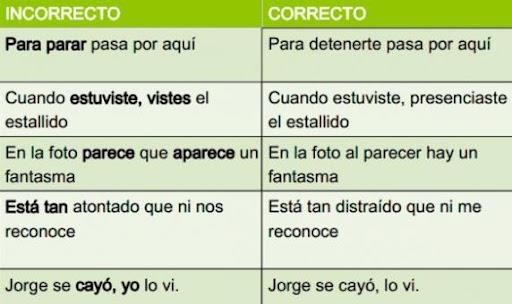 INCORRECTO CORRECTO
Para parar pasa por aquí Para detenerte pasa por aquí
Cuando estuviste, vistes el Cuando estuviste, presenciaste
estallido el estallido
En la foto parece que aparece un En la foto al parecer hay un
fantasma fantasma
Está tan atontado que ni nos Está tan distraído que ni me
reconoce reconoce
Jorge se cayó, yo lo vi. Jorge se cayó, lo vi.